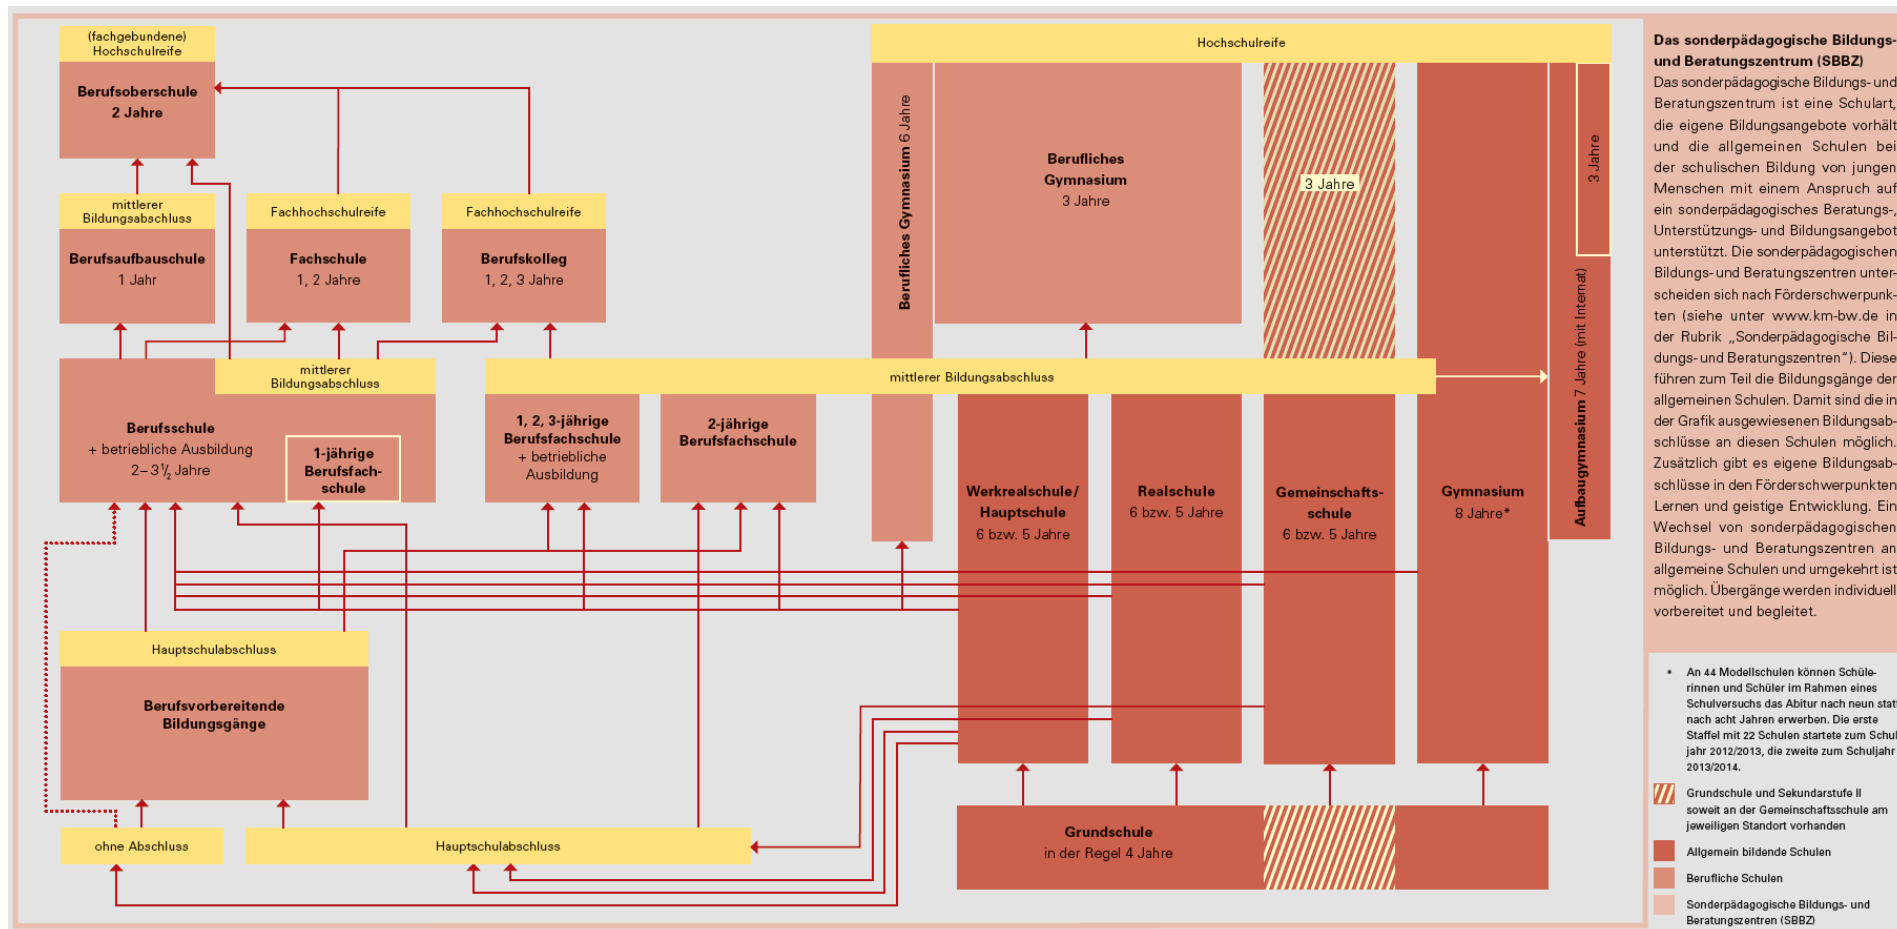 (fachgebundene)
Hochschulreife
Berufsoberschule
2 Jahre
mittlerer
Bildungsabschluss
Berufsaufbauschule
1 Jahr
Fachhochschulreife
Fachschule
1, 2 Jahre
Fachhochschulreife
Berufskolleg
1, 2, 3 Jahre
Hochschulreife
Berufliches Gymnasium 6 Jahre
Berufliches
Gymnasium
3 Jahre
3 Jahre
3 Jahre
Aufbaugymnasium 7 Jahre (mit Internat)
mittlerer
Bildungsabschluss
Berufsschule
+ betriebliche Ausbildung
2–3 1/2 Jahre
1-jährige
Berufsfach-
schule
mittlerer Bildungsabschluss
1, 2, 3-jährige
Berufsfachschule
+ betriebliche
Ausbildung
2-jährige
Berufsfachschule
Werkrealschule/
Hauptschule
6 bzw. 5 Jahre
Realschule
6 bzw. 5 Jahre
Gemeinschafts-
schule
6 bzw. 5 Jahre
Gymnasium
8 Jahre*
Hauptschulabschluss
Berufsvorbereitende
Bildungsgänge
ohne Abschluss
Hauptschulabschluss
Grundschule
in der Regel 4 Jahre
Das sonderpädagogische Bildungs-
und Beratungszentrum (SBBZ)
Das sonderpädagogische Bildungs- und
Beratungszentrum ist eine Schulart,
die eigene Bildungsangebote vorhält
und die allgemeinen Schulen bei
der schulischen Bildung von jungen
Menschen mit einem Anspruch auf
ein sonderpädagogisches Beratungs-,
Unterstützungs- und Bildungsangebot
unterstützt. Die sonderpädagogischen
Bildungs- und Beratungszentren unter-
scheiden sich nach Förderschwerpunk-
ten (siehe unter www.km-bw.de in
der Rubrik „Sonderpädagogische Bil-
dungs- und Beratungszentren“). Diese
führen zum Teil die Bildungsgänge der
allgemeinen Schulen. Damit sind die in
der Grafik ausgewiesenen Bildungsab-
schlüsse an diesen Schulen möglich.
Zusätzlich gibt es eigene Bildungsab-
schlüsse in den Förderschwerpunkten
Lernen und geistige Entwicklung. Ein
Wechsel von sonderpädagogischen
Bildungs- und Beratungszentren an
allgemeine Schulen und umgekehrt ist
möglich. Übergänge werden individuell
vorbereitet und begleitet.
* An 44 Modellschulen können Schüle-
rinnen und Schüler im Rahmen eines
Schulversuchs das Abitur nach neun statt
nach acht Jahren erwerben. Die erste
Staffel mit 22 Schulen startete zum Schul
jahr 2012/2013, die zweite zum Schuljahr
2013/2014.
Grundschule und Sekundarstufe II
soweit an der Gemeinschaftsschule am
jeweiligen Standort vorhanden
Allgemein bildende Schulen
Berufliche Schulen
Sonderpädagogische Bildungs- und
Beratungszentren (SBBZ)